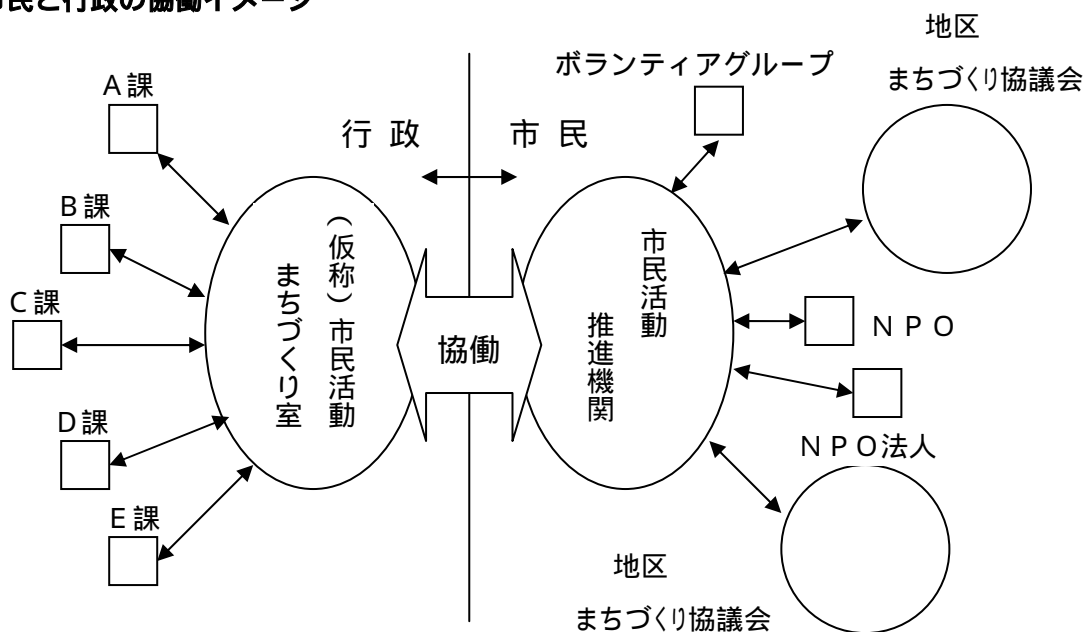 市民と行政の協働イメージ
地区
まちづくり協議会
ボランティアグループ
A課
行 政
市 民
B課
(仮称)市民活動
まちづくり室
市民活動
推進機関
C課
協働
NPO
D課
NPO法人
E課
地区
まちづくり協議会